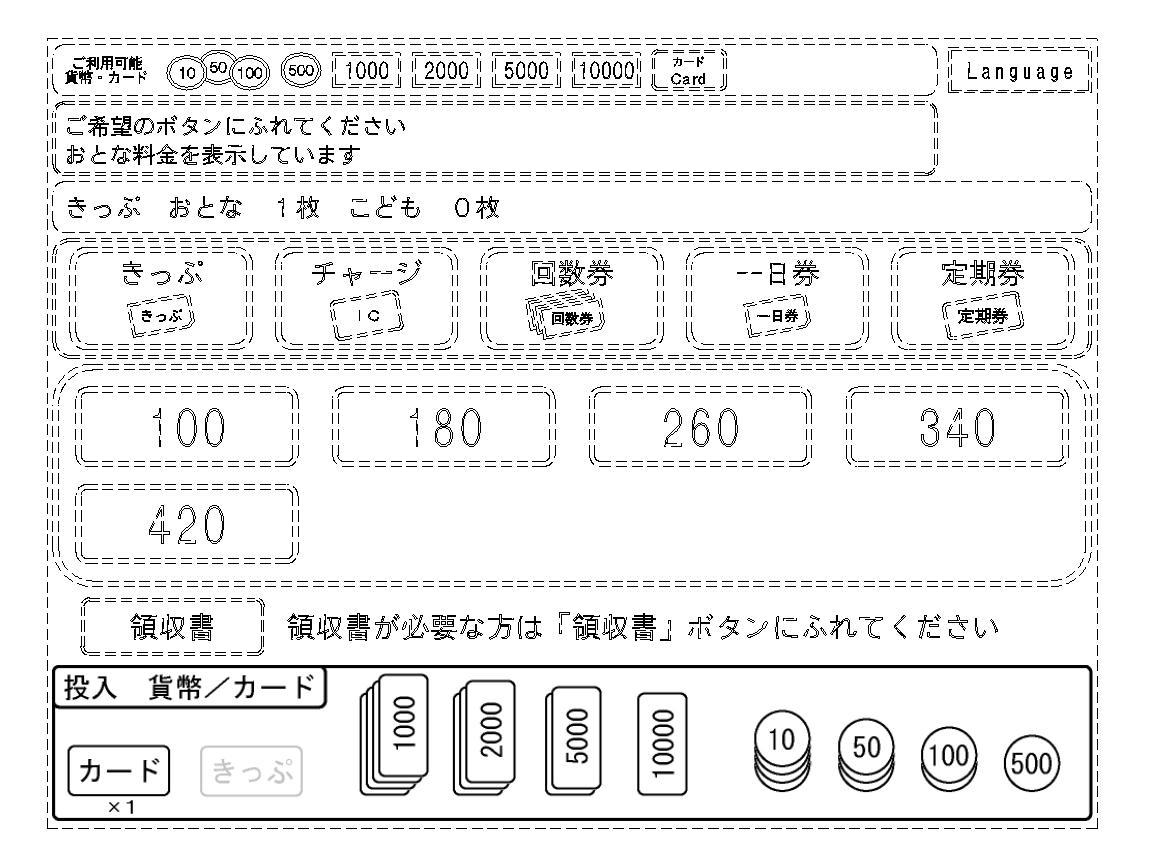 ご利用可能
貨幣・カード
10 50 100 500 1000 2000 5000 10000
カード
Card
Language
ご希望のボタンにふれてください
おとな料金を表示しています
きっぷ おとな 1枚 こども 0枚
きっぷ チャージ 回数券 一日券 定期券
きっぷ IC 回数券 一日券 定期券
100 180 260 340
420
領収書 領収書が必要な方は『領収書』ボタンにふれてください
投入 貨幣／カード
1000 2000 5000 10000 10 50 100 500
カード きっぷ
×1